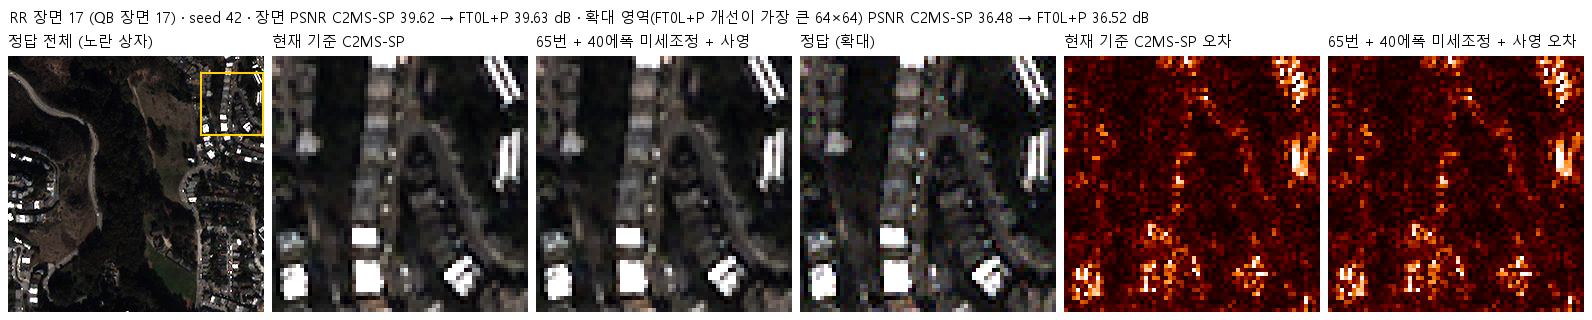 RR 장면 17 (QB 장면 17) · seed 42 · 장면 PSNR C2MS-SP 39.62 → FT0L+P 39.63 dB · 확대 영역(FT0L+P 개선이 가장 큰 64×64) PSNR C2MS-SP 36.48 → FT0L+P 36.52 dB
정답 전체 (노란 상자)
현재 기준 C2MS-SP
65번 + 40에폭 미세조정 + 사영
정답 (확대)
현재 기준 C2MS-SP 오차
65번 + 40에폭 미세조정 + 사영 오차